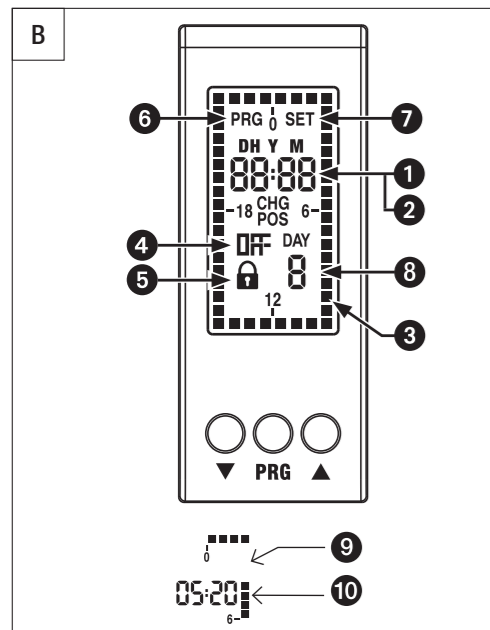 B
6 PRG 0 SET 7
DH Y M
88:88 1
2
-18 CHG 6-
POS
4 OFF DAY
5 8 8
12
3
▼ PRG ▲
0 9
05:20 10
6-